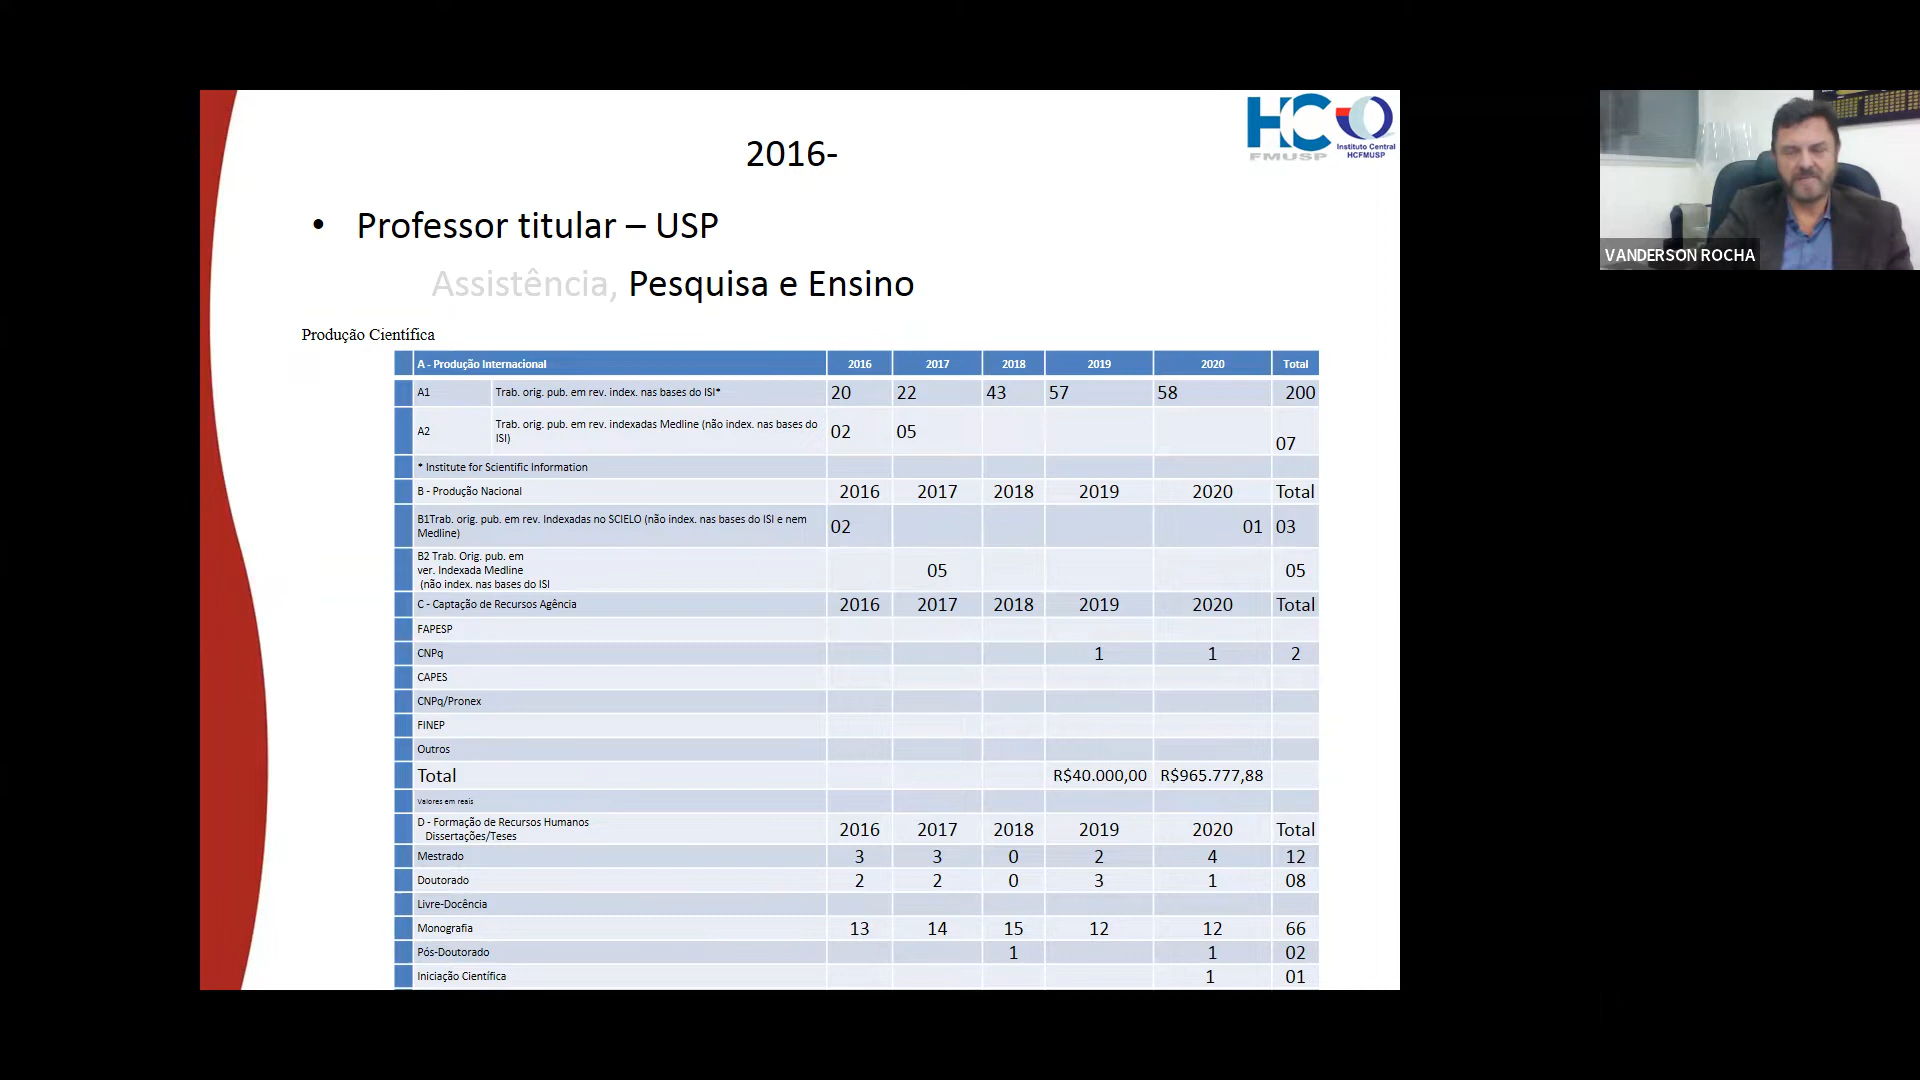 HC
FMUSP
Instituto Central
HCFMUSP
2016-
• Professor titular – USP
Assistência, Pesquisa e Ensino
VANDERSON ROCHA
Produção Científica
A - Produção Internacional 2016 2017 2018 2019 2020 Total
A1 Trab. orig. pub. em rev. index. nas bases do ISI* 20 22 43 57 58 200
A2 Trab. orig. pub. em rev. indexadas Medline (não index. nas bases do
ISI) 02 05 07
* Institute for Scientific Information
B - Produção Nacional 2016 2017 2018 2019 2020 Total
B1Trab. orig. pub. em rev. Indexadas no SCIELO (não index. nas bases do ISI e nem
Medline) 02 01 03
B2 Trab. Orig. pub. em
ver. Indexada Medline 05 05
(não index. nas bases do ISI
C - Captação de Recursos Agência 2016 2017 2018 2019 2020 Total
FAPESP
CNPq 1 1 2
CAPES
CNPq/Pronex
FINEP
Outros
Total R$40.000,00 R$965.777,88
Valores em reais
D - Formação de Recursos Humanos
Dissertações/Teses 2016 2017 2018 2019 2020 Total
Mestrado 3 3 0 2 4 12
Doutorado 2 2 0 3 1 08
Livre-Docência
Monografia 13 14 15 12 12 66
Pós-Doutorado 1 1 02
Iniciação Científica 1 01